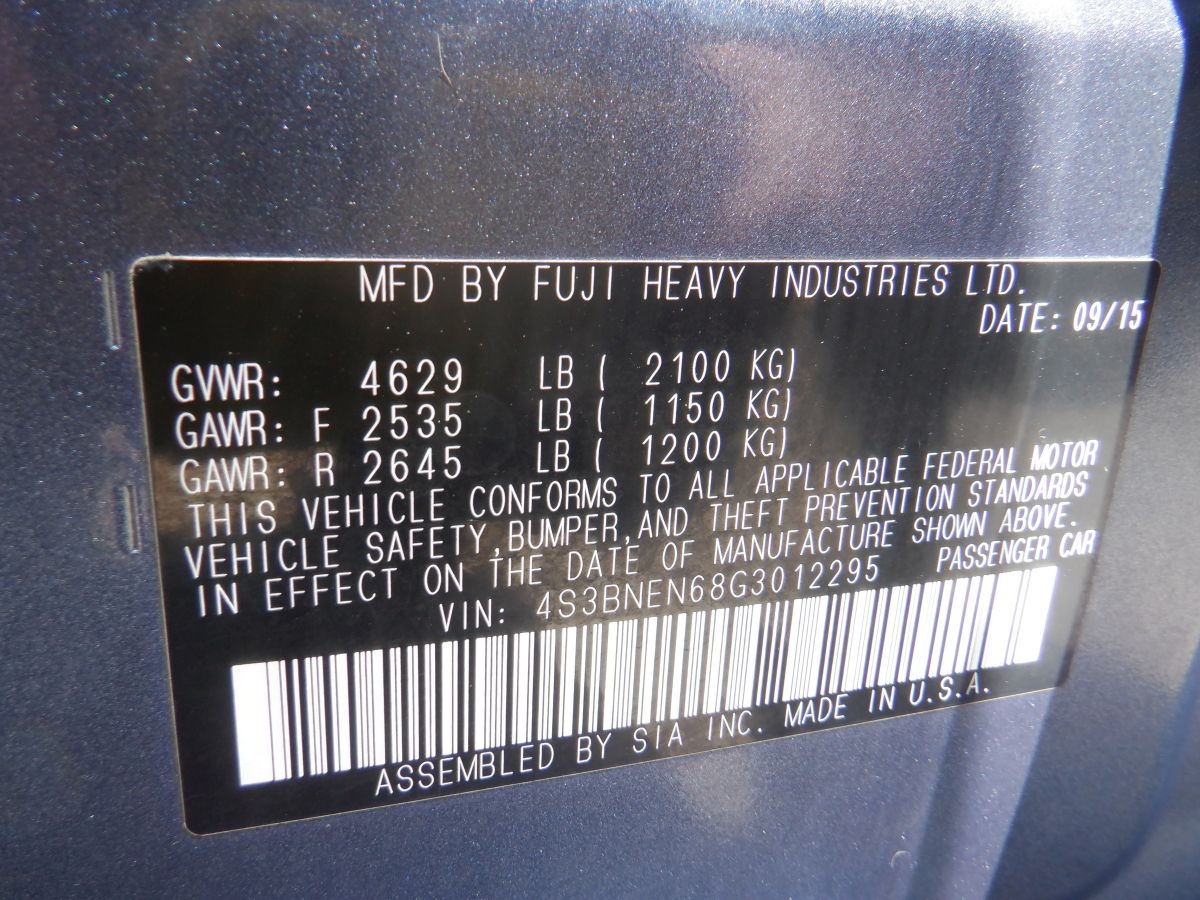 MFD BY FUJI HEAVY INDUSTRIES LTD.
DATE: 09/15
GVWR: 4629 LB ( 2100 KG)
GAWR: F 2535 LB ( 1150 KG)
GAWR: R 2645 LB ( 1200 KG)
THIS VEHICLE CONFORMS TO ALL APPLICABLE FEDERAL MOTOR
VEHICLE SAFETY, BUMPER, AND THEFT PREVENTION STANDARDS
IN EFFECT ON THE DATE OF MANUFACTURE SHOWN ABOVE.
VIN: 4S3BNEN68G3012295 PASSENGER CAR
ASSEMBLED BY SIA INC. MADE IN U.S.A.